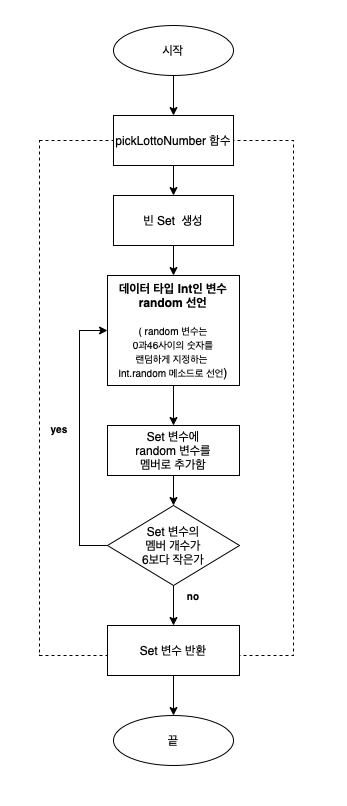 시작
pickLottoNumber 함수
빈 Set 생성
데이터 타입 Int인 변수
random 선언
( random 변수는
0과46사이의 숫자를
랜덤하게 지정하는
Int.random 메소드로 선언)
yes
Set 변수에
random 변수를
멤버로 추가함
Set 변수의
멤버 개수가
6보다 작은가
no
Set 변수 반환
끝